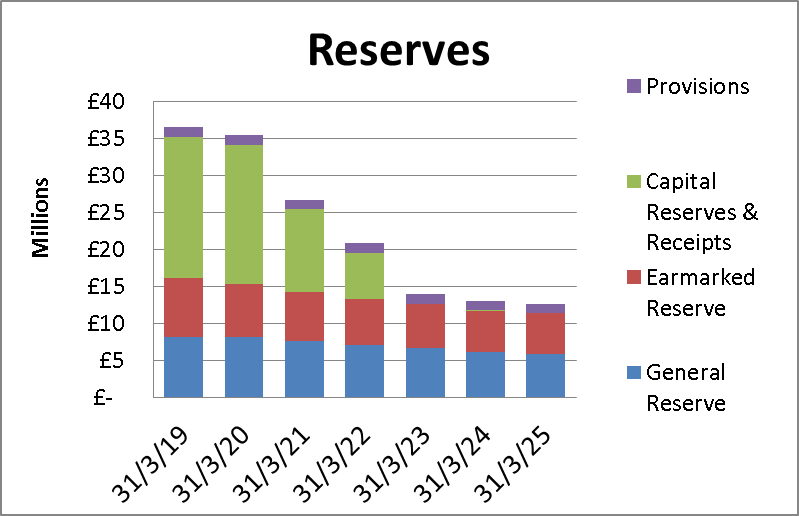 Reserves
Millions
£40
£35
£30
£25
£20
£15
£10
£5
£-
31/3/19
31/3/20
31/3/21
31/3/22
31/3/23
31/3/24
31/3/25
Provisions
Capital
Reserves &
Receipts
Earmarked
Reserve
General
Reserve